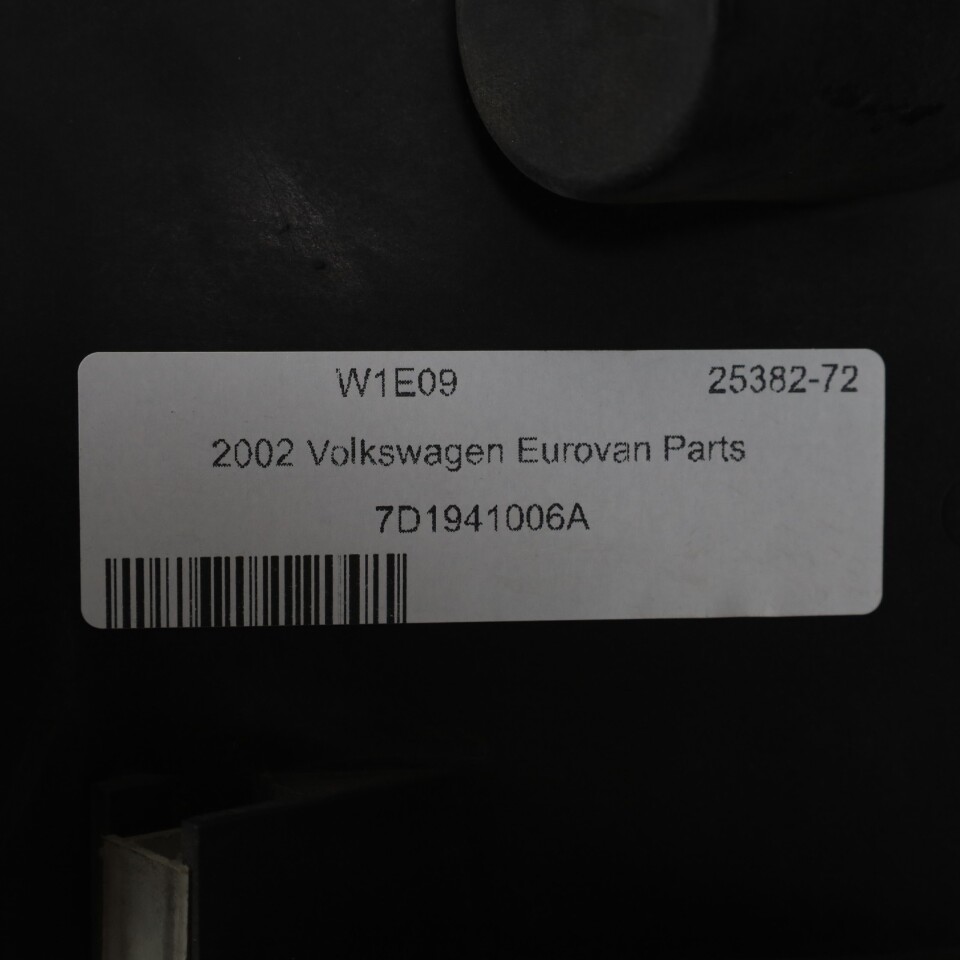 W1E09 25382-72
2002 Volkswagen Eurovan Parts
7D1941006A